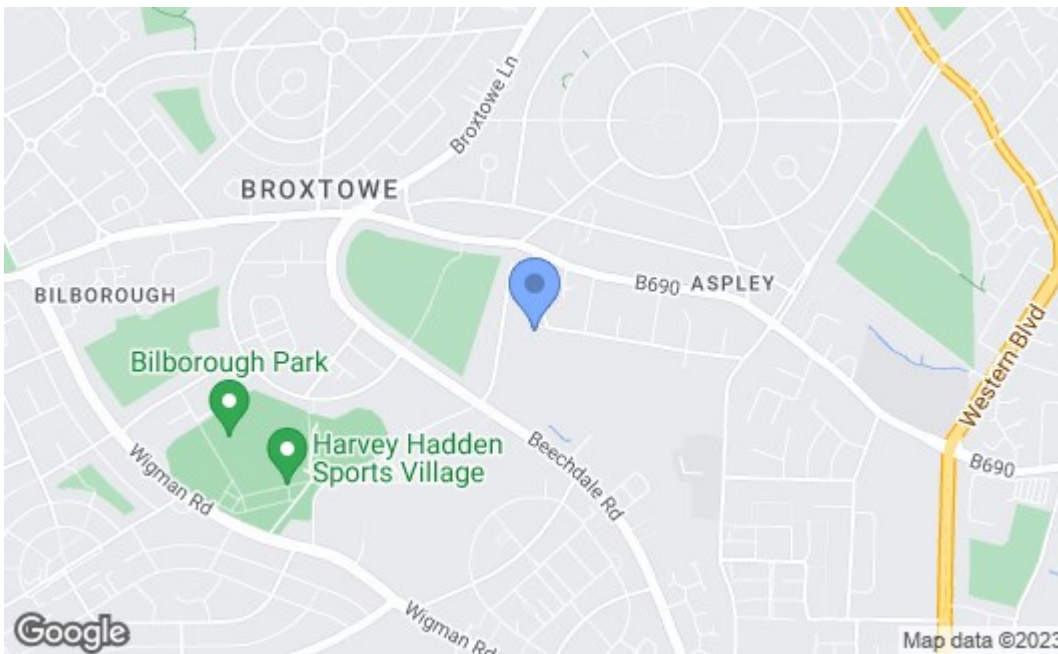 Broxtowe Ln
BROXTOWE
B690
ASPLEY
BILBOROUGH
Western Blvd
Bilborough Park
Harvey Hadden
Sports Village
Beechdale Rd
Wigman Rd
B690
Wigman Rd
Google
Map data ©2023